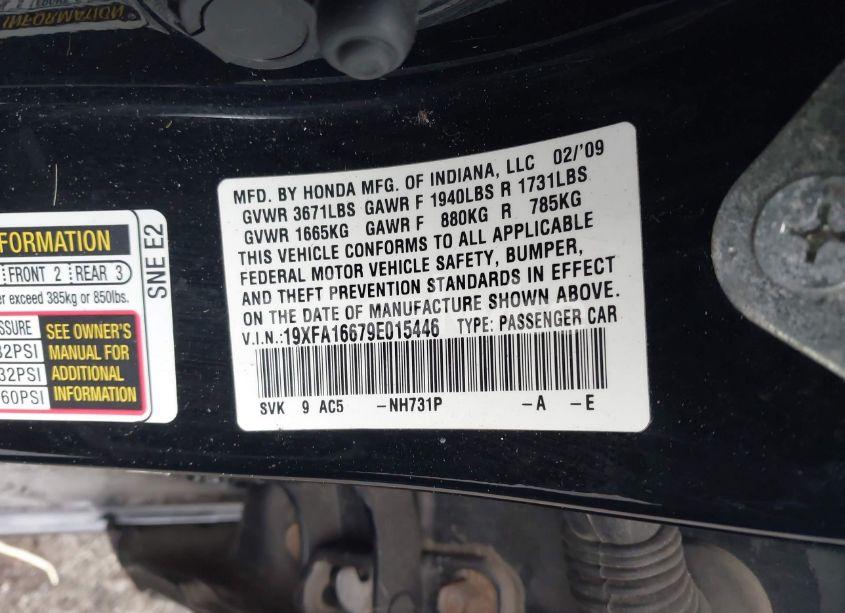 INFORMATION
FORMATION
FRONT 2 REAR 3
er exceed 385kg or 850lbs.
SSURE
32PSI
32PSI
60PSI
SEE OWNER'S
MANUAL FOR
ADDITIONAL
INFORMATION
SNE E2
MFD. BY HONDA MFG. OF INDIANA, LLC 02/'09
GVWR 3671LBS GAWR F 1940LBS R 1731LBS
GVWR 1665KG GAWR F 880KG R 785KG
THIS VEHICLE CONFORMS TO ALL APPLICABLE
FEDERAL MOTOR VEHICLE SAFETY, BUMPER,
AND THEFT PREVENTION STANDARDS IN EFFECT
ON THE DATE OF MANUFACTURE SHOWN ABOVE.
V.I.N.:19XFA16679E015446 TYPE: PASSENGER CAR
SVK 9 AC5 -NH731P -A -E